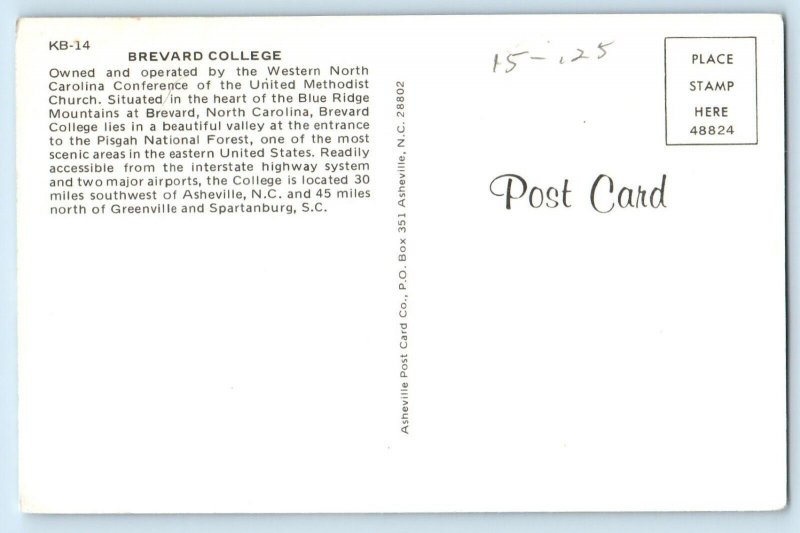 KB-14
BREVARD COLLEGE
Owned and operated by the Western North
Carolina Conference of the United Methodist
Church. Situated in the heart of the Blue Ridge
Mountains at Brevard, North Carolina, Brevard
College lies in a beautiful valley at the entrance
to the Pisgah National Forest, one of the most
scenic areas in the eastern United States. Readily
accessible from the interstate highway system
and two major airports, the College is located 30
miles southwest of Asheville, N.C. and 45 miles
north of Greenville and Spartanburg, S.C.
Asheville Post Card Co., P.O. Box 351 Asheville, N.C. 28802
15-.25
Post Card
PLACE
STAMP
HERE
48824